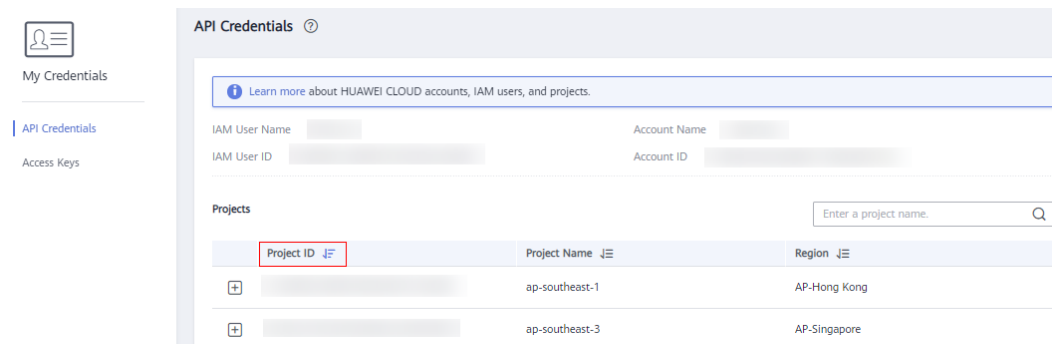 API Credentials ?
My Credentials
API Credentials
Access Keys
i Learn more about HUAWEI CLOUD accounts, IAM users, and projects.
IAM User Name Account Name
IAM User ID Account ID
Projects Enter a project name.
Project ID Project Name Region
ap-southeast-1 AP-Hong Kong
ap-southeast-3 AP-Singapore